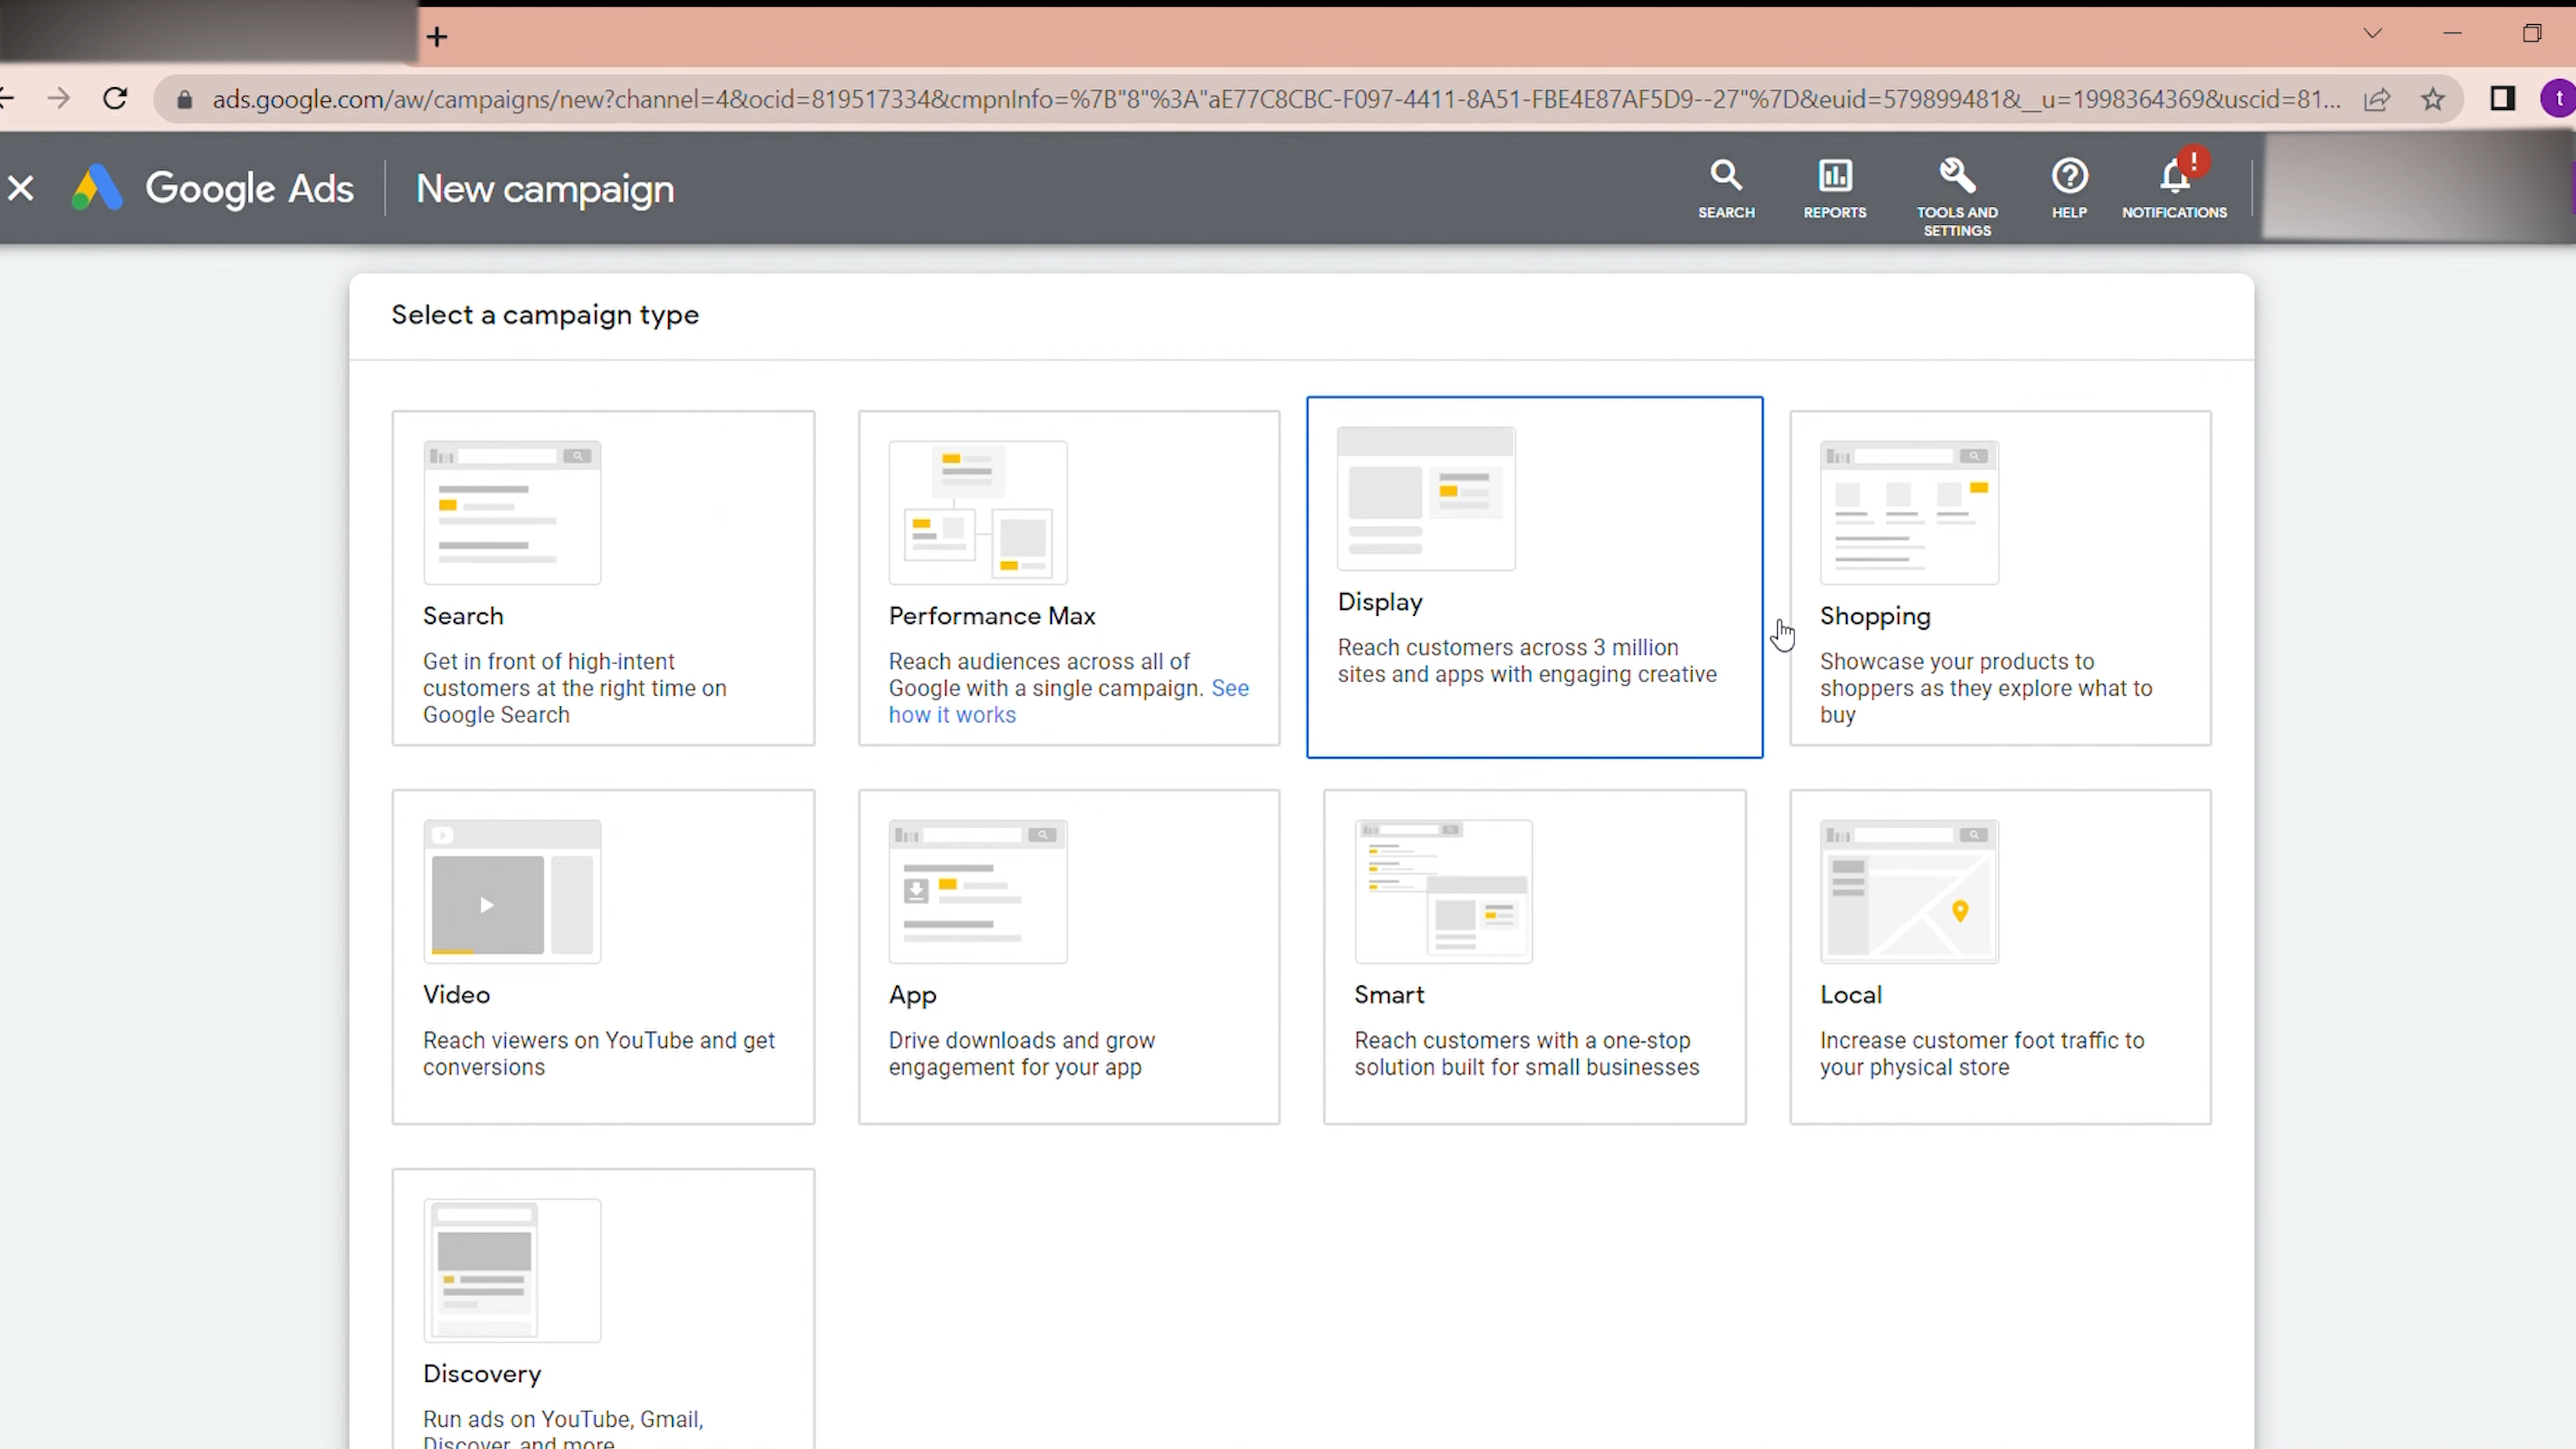 ads.google.com/aw/campaigns/new?channel=4&ocid=819517334&cmpnInfo=%7B"8"%3A"aE77C8CBC-F097-4411-8A51-FBE4E87AF5D9--27"%7D&euid=579899481&__u=1998364369&uscid=81...
t
Google Ads
New campaign
SEARCH
REPORTS
TOOLS AND
SETTINGS
HELP
!
NOTIFICATIONS
Select a campaign type
Search
Get in front of high-intent
customers at the right time on
Google Search
Performance Max
Reach audiences across all of
Google with a single campaign. See
how it works
Display
Reach customers across 3 million
sites and apps with engaging creative
Shopping
Showcase your products to
shoppers as they explore what to
buy
Video
Reach viewers on YouTube and get
conversions
App
Drive downloads and grow
engagement for your app
Smart
Reach customers with a one-stop
solution built for small businesses
Local
Increase customer foot traffic to
your physical store
Discovery
Run ads on YouTube, Gmail,
Discover, and more